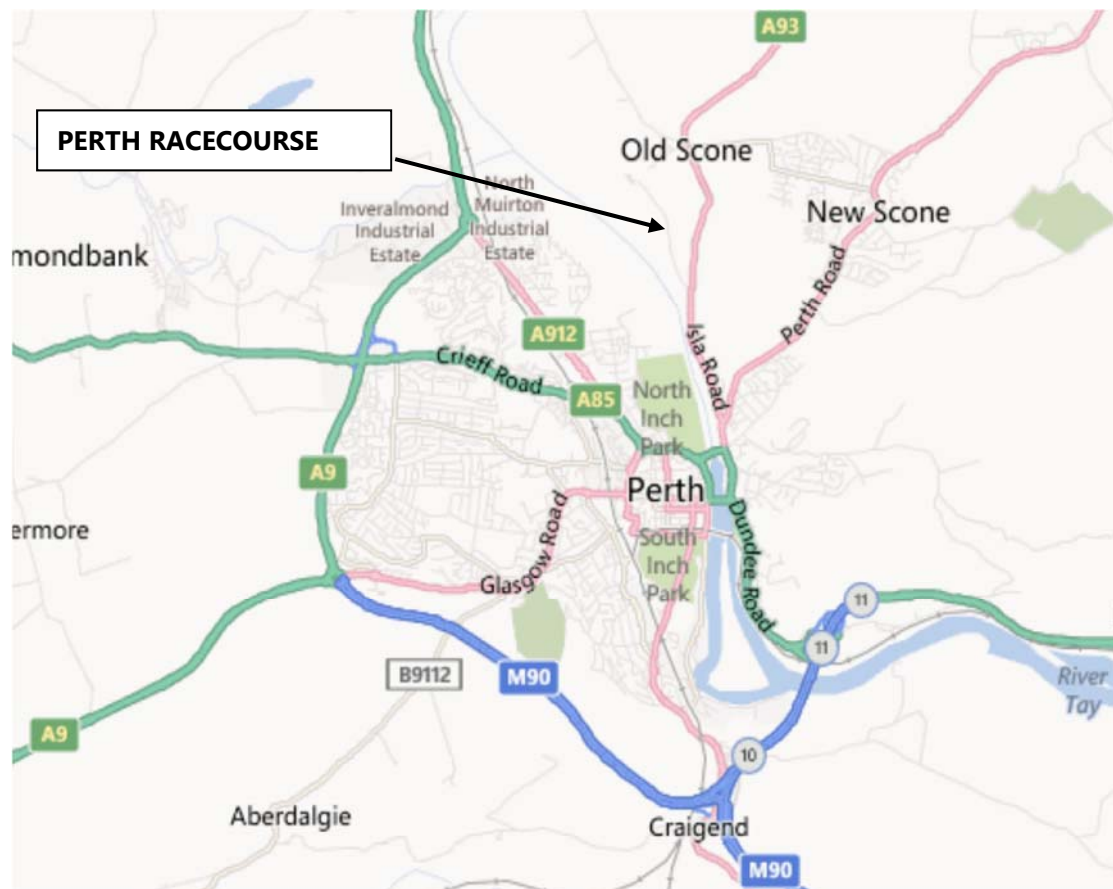 A93
PERTH RACECOURSE
Old Scone
North
Muirton
Industrial
Estate
Inveralmond
Industrial
Estate
New Scone
mondbank
Perth Road
Isla Road
A912
Crieff Road
A85
North
Inch
Park
A9
Perth
Glasgow Road
Dundee Road
ermore
South
Inch
Park
11
11
B9112
M90
River
Tay
A9
10
Aberdalgie
Craigend
M90